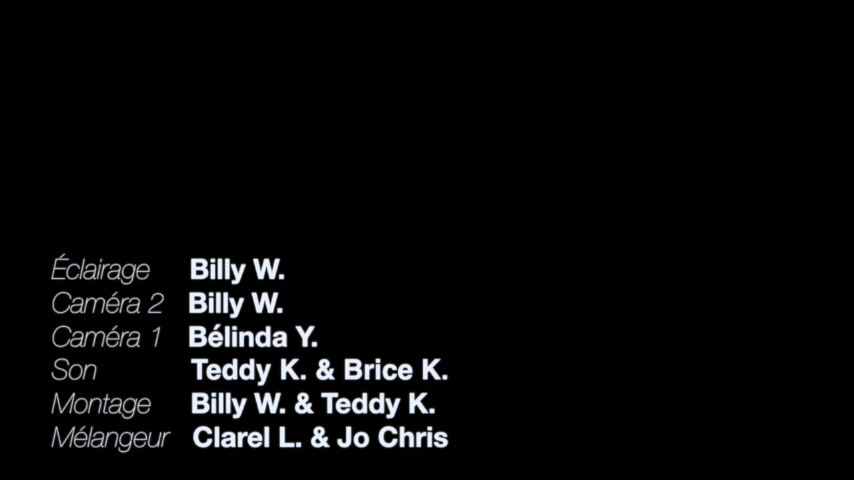 Éclairage Billy W.
Caméra 2 Billy W.
Caméra 1 Bélinda Y.
Son Teddy K. & Brice K.
Montage Billy W. & Teddy K.
Mélangeur Clarel L. & Jo Chris